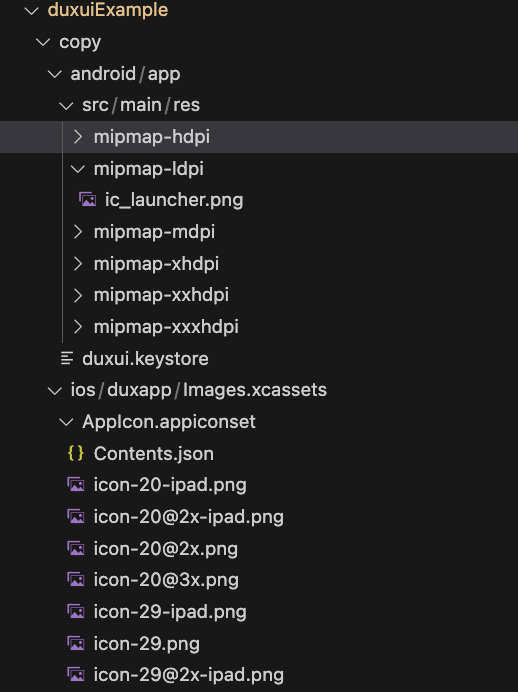 duxuiExample
copy
android/app
src/main/res
mipmap-hdpi
mipmap-ldpi
ic_launcher.png
mipmap-mdpi
mipmap-xhdpi
mipmap-xxhdpi
mipmap-xxxhdpi
duxui.keystore
ios/duxapp/Images.xcassets
AppIcon.appiconset
{} Contents.json
icon-20-ipad.png
icon-20@2x-ipad.png
icon-20@2x.png
icon-20@3x.png
icon-29-ipad.png
icon-29.png
icon-29@2x-ipad.png